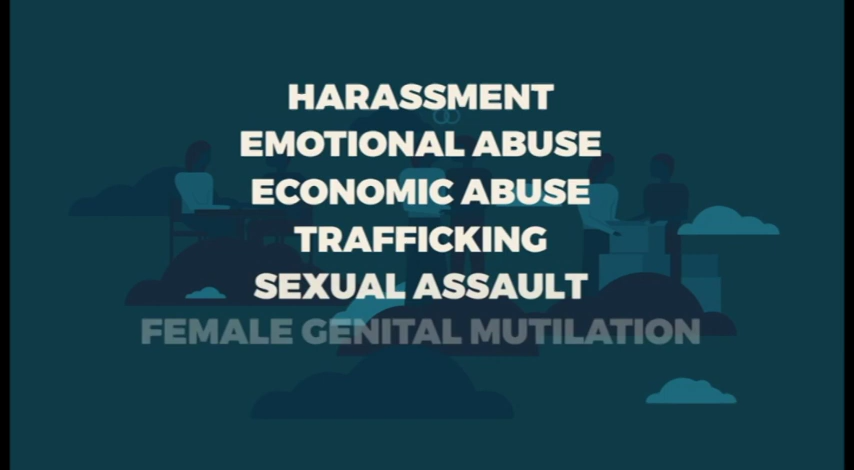 HARASSMENT
EMOTIONAL ABUSE
ECONOMIC ABUSE
TRAFFICKING
SEXUAL ASSAULT
FEMALE GENITAL MUTILATION